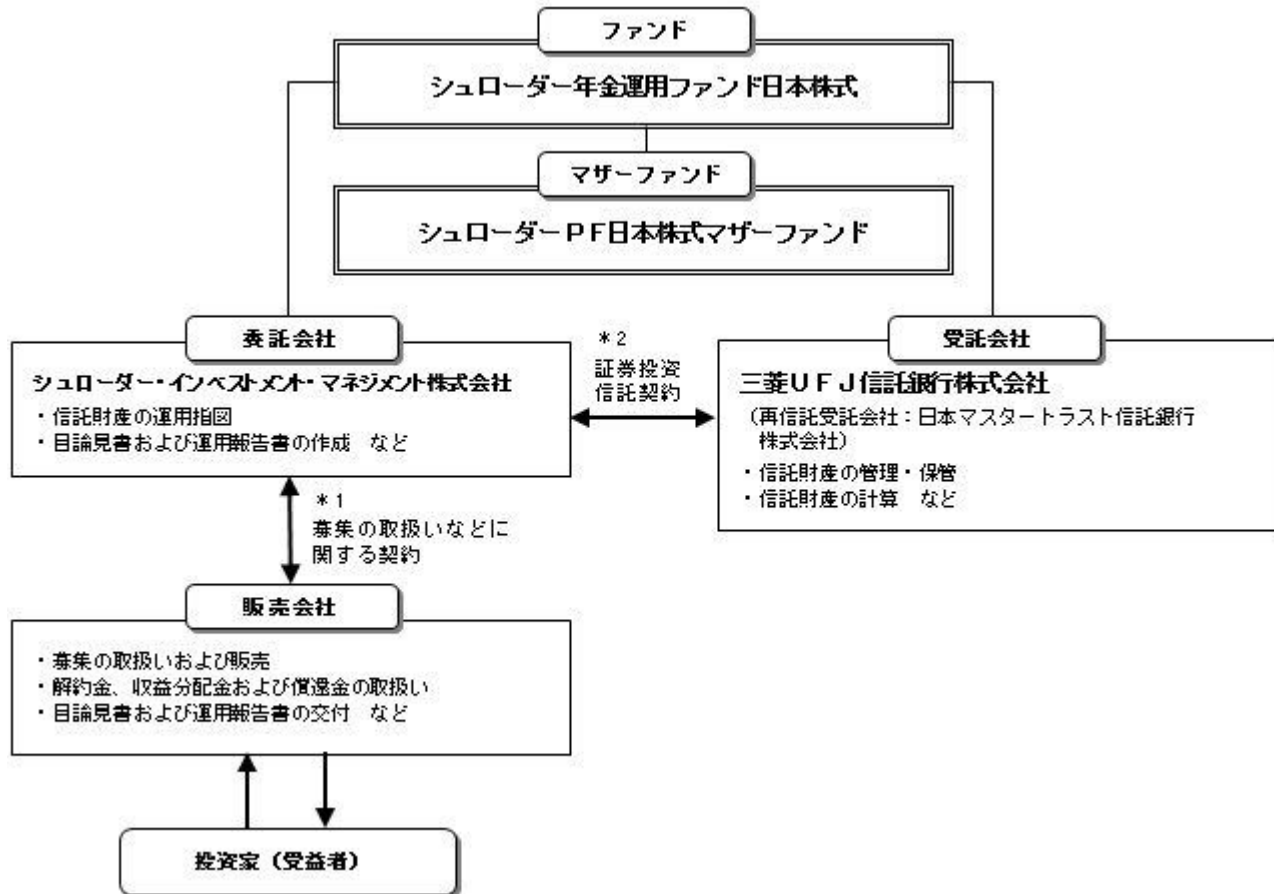 ファンド
シュローダー年金運用ファンド日本株式
マザーファンド
シュローダーＰＦ日本株式マザーファンド
委託会社
シュローダー・インベストメント・マネジメント株式会社
・信託財産の運用指図
・目論見書および運用報告書の作成　など
＊2
証券投資
信託契約
受託会社
三菱ＵＦＪ信託銀行株式会社
（再信託受託会社：日本マスタートラスト信託銀行
株式会社）
・信託財産の管理・保管
・信託財産の計算　など
＊1
募集の取扱いなどに
関する契約
販売会社
・募集の取扱いおよび販売
・解約金、収益分配金および償還金の取扱い
・目論見書および運用報告書の交付　など
投資家（受益者）